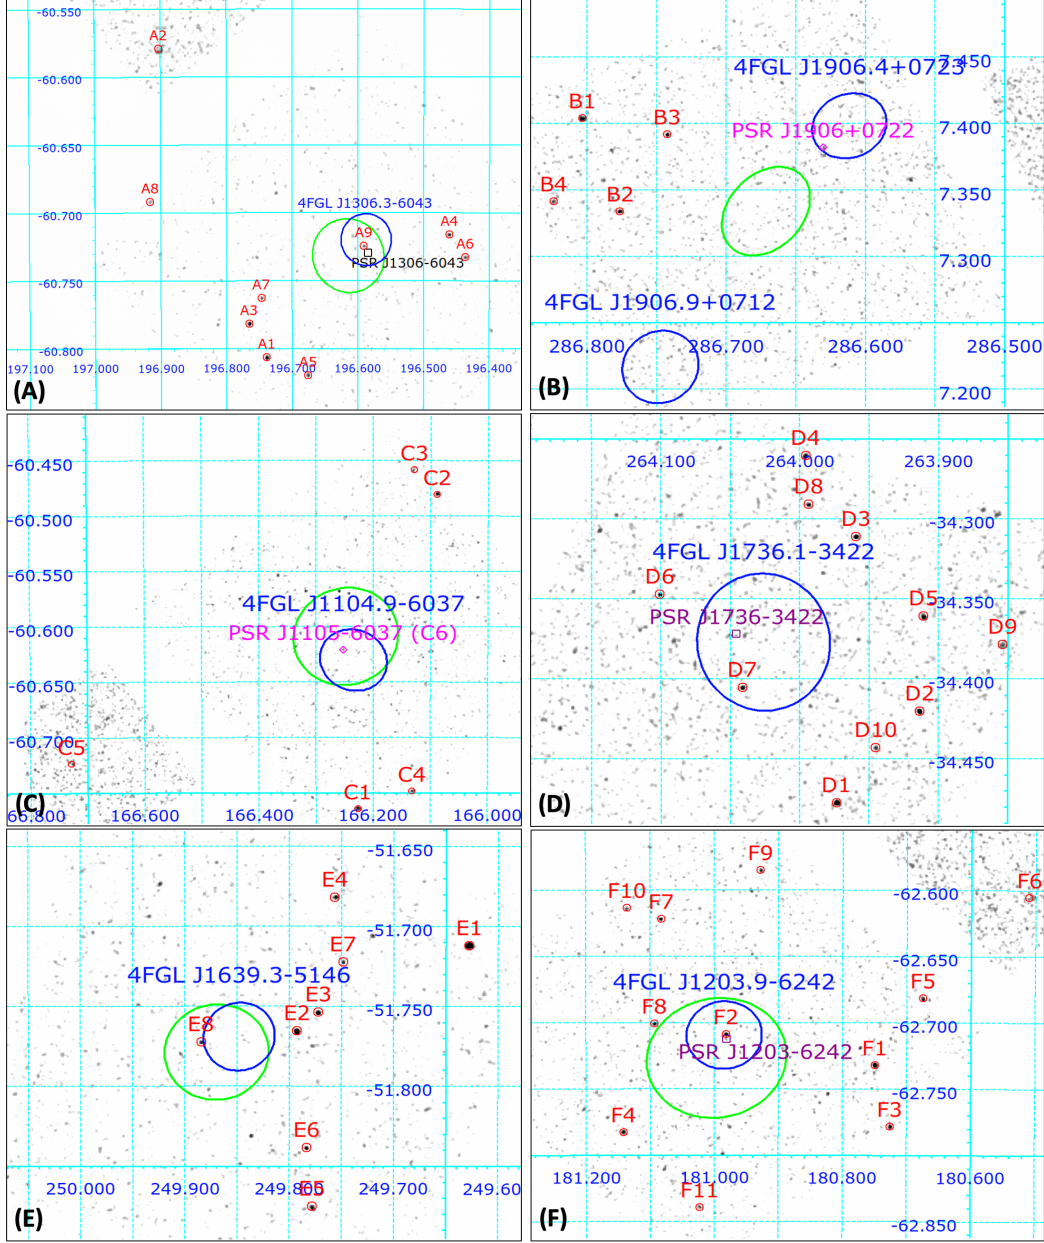 -60.550
A2
-60.600
-60.650
A8
-60.700
4FGL J1306.3-6043
A4
A9
A6
PSR J1306-6043
-60.750
A7
A3
A1
-60.800
A5
197.100 197.000 196.900 196.800 196.700 196.600 196.500 196.400
(A)
7.450
4FGL J1906.4+0723
B1
B3
PSR J1906+0722
7.400
B4
B2
7.350
7.300
4FGL J1906.9+0712
286.800 286.700 286.600 286.500
7.200
(B)
C3
-60.450
C2
-60.500
-60.550
4FGL J1104.9-6037
-60.600
PSR J1105-6037 (C6)
-60.650
-60.700
C5
C4
C1
66.800 166.600 166.400 166.200 166.000
(C)
D4
264.100 264.000 263.900
D8
D3
-34.300
4FGL J1736.1-3422
D6
-34.350
D5
PSR J1736-3422
D9
D7
-34.400
D2
D10
-34.450
D1
(D)
-51.650
E4
-51.700
E1
E7
4FGL J1639.3-5146
-51.750
E3
E2
E8
-51.800
E6
250.000 249.900 249.800 249.700 249.60
E5
(E)
F9
F10
F7
-62.600
F6
-62.650
4FGL J1203.9-6242
F5
F8
F2
-62.700
PSR J1203-6242
F1
-62.750
F4
F3
181.200 181.000 180.800 180.600
F11
-62.850
(F)